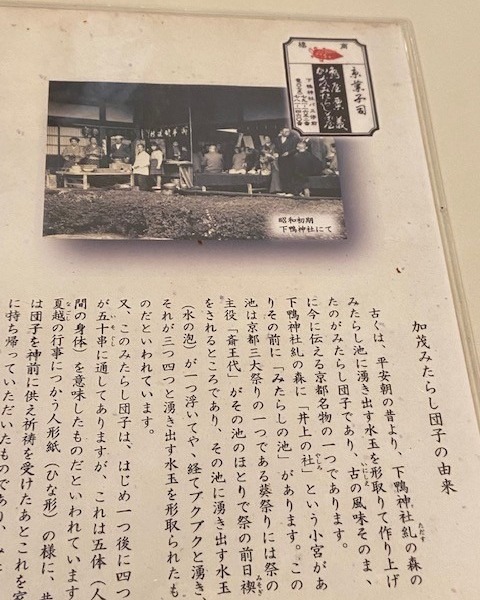 商標
京菓子司
亀屋粟義
かもみたらし茶屋
昭和初期
下鴨神社にて
加茂みたらし団子の由来
古くは、平安朝の昔より、下鴨神社糺の森の
みたらし池に湧き出す水玉を形取りて作り上げ
たのがみたらし団子であり、古の風味そのまま、
に今に伝える京都名物の一つであります。
下鴨神社糺の森に「井上の社」という小宮があ
りその前に「みたらしの池」があります。この
池は京都三大祭りの一つである葵祭りには祭の
主役「斎王代」がその池のほとりで祭の前日禊
をされるところであり、その池に湧き出す水玉
(水の泡)が一つ浮いてや、経てブクブクと湧き、
それが三つ四つと湧き出す水玉を形取られたも
のだといわれています。
又、このみたらし団子は、はじめ一つ後に四つ
が五十串に通してありますが、これは五体(人
間の身体)を意味したものだといわれています
夏越の行事につかう人形紙(ひな形)の様に、昔
は団子を神前に供え祈祷を受けたあとこれを家
に持ち帰っていただいたものであり、み